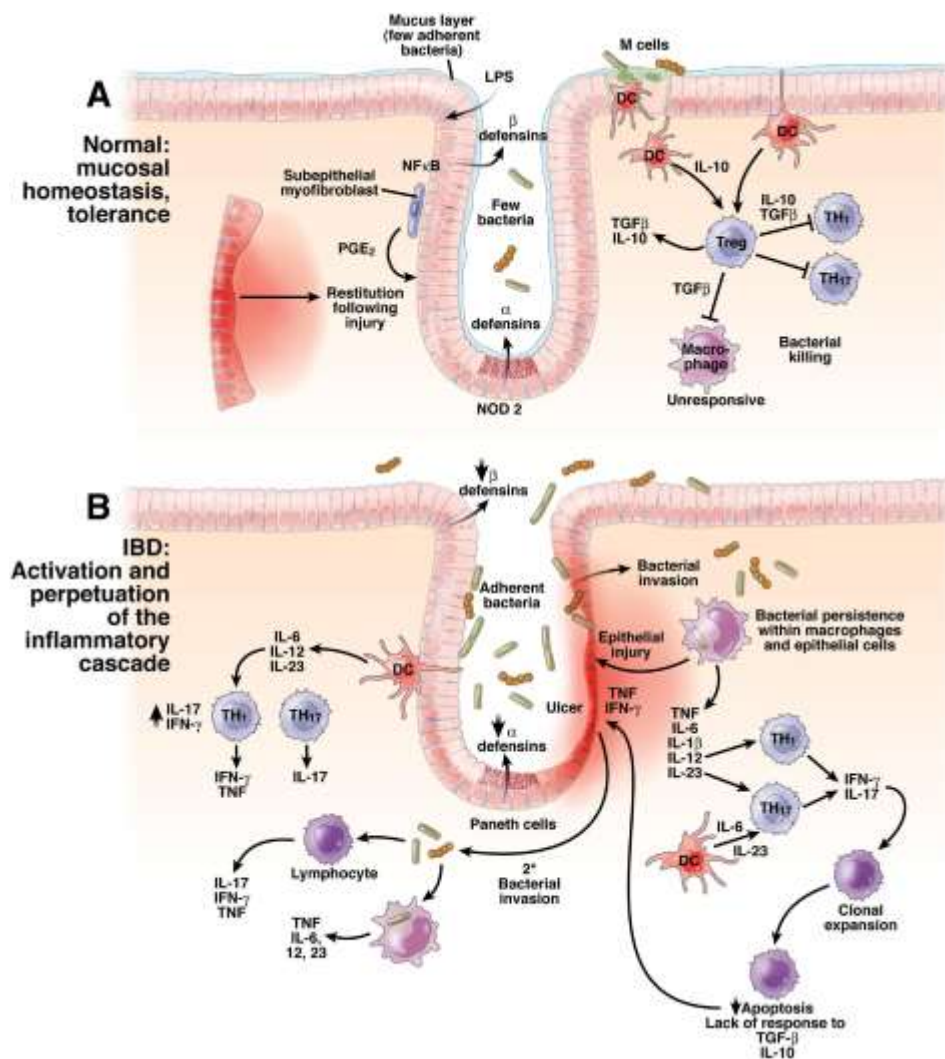 A
Normal:
mucosal
homeostasis,
tolerance
Mucus layer
(few adherent
bacteria)
LPS
β
defensins
NFκB
Subepithelial
myofibroblast
Few
bacteria
PGE₂
Restitution
following
injury
α
defensins
NOD 2
M cells
DC
DC
DC
IL-10
IL-10
TGFβ
TH₁
TGFβ
IL-10
Treg
TH₁₇
TGFβ
Macro-
phage
Unresponsive
Bacterial
killing
B
IBD:
Activation and
perpetuation
of the
inflammatory
cascade
β
defensins
Adherent
bacteria
Bacterial
invasion
Epithelial
injury
Bacterial persistence
within macrophages
and epithelial cells
IL-6
IL-12
IL-23
DC
IL-17
IFN-γ
TH₁
TH₁₇
IFN-γ
TNF
IL-17
Ulcer
TNF
IFN-γ
α
defensins
Paneth cells
TNF
IL-6
IL-1β
IL-12
IL-23
TH₁
TH₁₇
IFN-γ
IL-17
IL-6
DC
IL-23
Clonal
expansion
2°
Bacterial
invasion
Lymphocyte
IL-17
IFN-γ
TNF
TNF
IL-6,
12, 23
Apoptosis
Lack of response to
TGF-β
IL-10